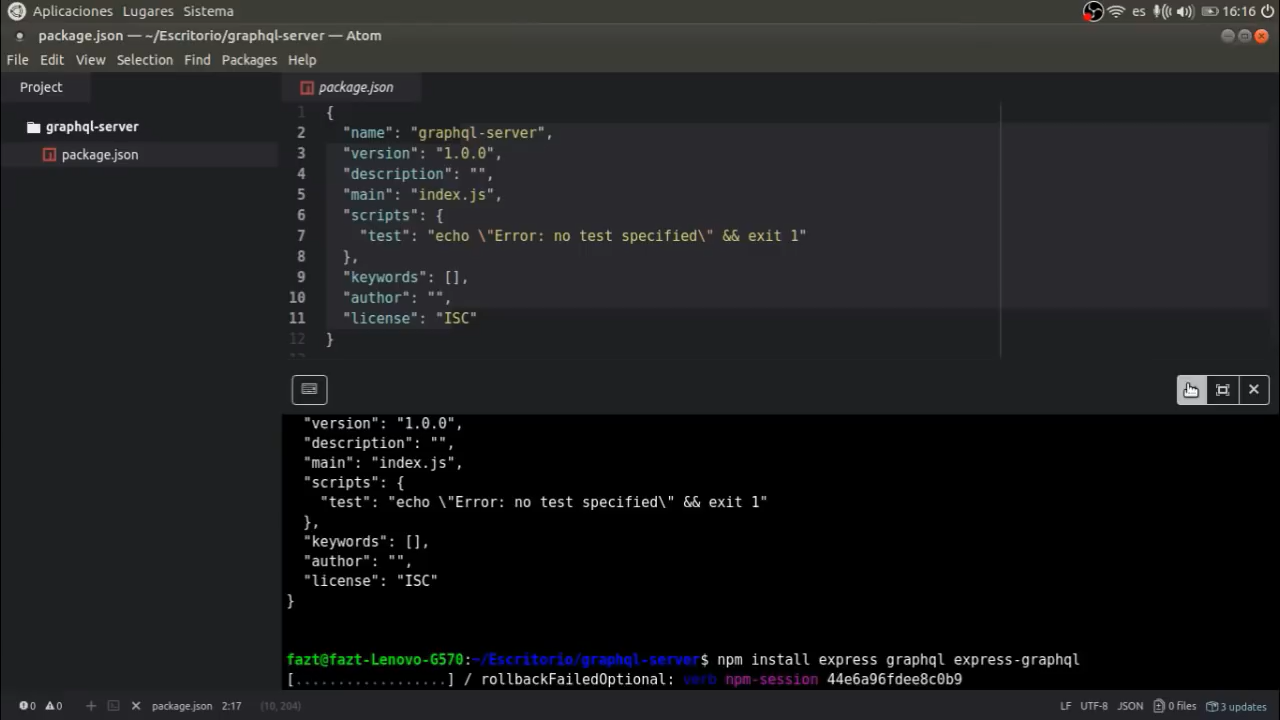 Aplicaciones Lugares Sistema es 16:16
package.json — ~/Escritorio/graphql-server — Atom
File Edit View Selection Find Packages Help
Project package.json
graphql-server
package.json
1 {
2 "name": "graphql-server",
3 "version": "1.0.0",
4 "description": "",
5 "main": "index.js",
6 "scripts": {
7 "test": "echo \"Error: no test specified\" && exit 1"
8 },
9 "keywords": [],
10 "author": "",
11 "license": "ISC"
12 }
"version": "1.0.0",
"description": "",
"main": "index.js",
"scripts": {
"test": "echo \"Error: no test specified\" && exit 1"
},
"keywords": [],
"author": "",
"license": "ISC"
}
fazt@fazt-Lenovo-G570:~/Escritorio/graphql-server$ npm install express graphql express-graphql
[..................] / rollbackFailedOptional: verb npm-session 44e6a96fdee8c0b9
0 0 package.json 2:17 (10, 204) LF UTF-8 JSON 0 files 3 updates